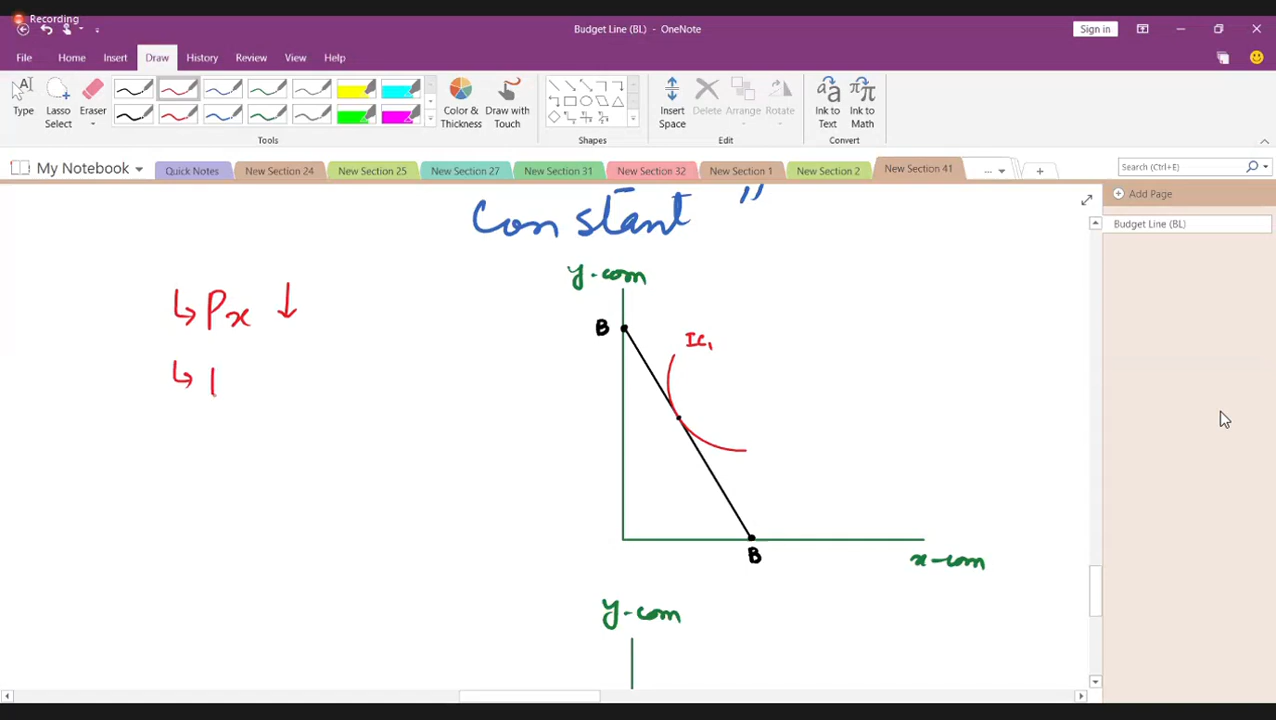 Recording
Budget Line (BL) - OneNote
Sign in
File Home Insert Draw History Review View Help
Type
Lasso Select
Eraser
Color & Thickness
Draw with Touch
Insert Space
Delete
Arrange
Rotate
Ink to Text
Ink to Math
Tools
Shapes
Edit
Convert
My Notebook
Quick Notes
New Section 24
New Section 25
New Section 27
New Section 31
New Section 32
New Section 1
New Section 2
New Section 41
...
Search (Ctrl+E)
Add Page
Budget Line (BL)
Constant "
y-com
↳ Px ↓
B
IC₁
↳ I
B
x-com
y-com